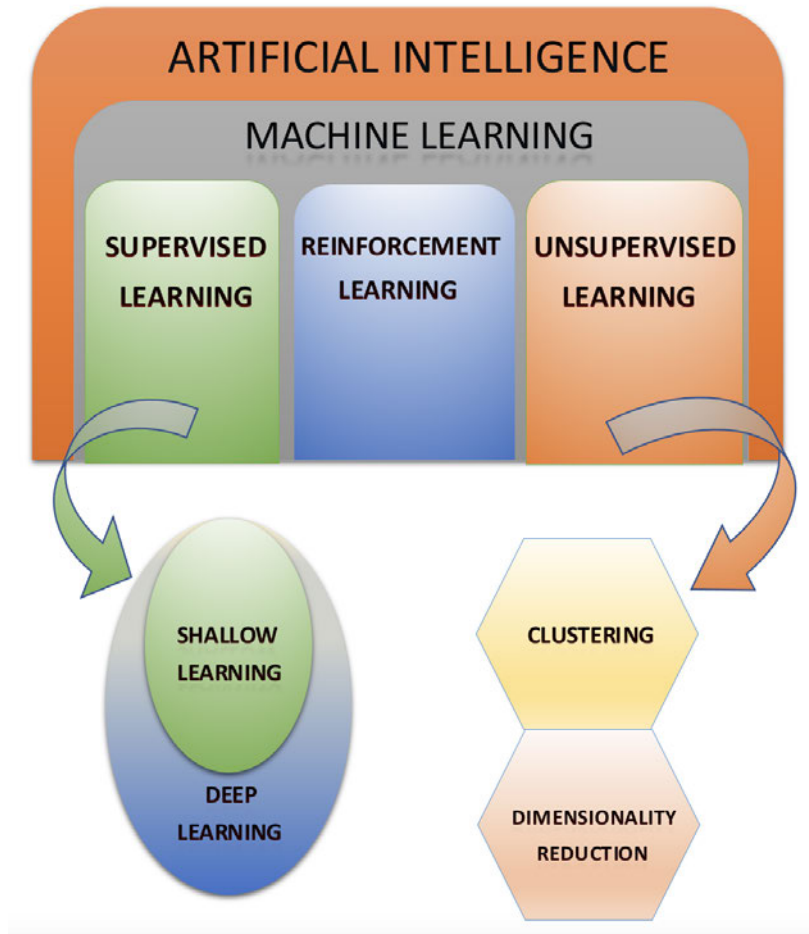 ARTIFICIAL INTELLIGENCE
MACHINE LEARNING
SUPERVISED
LEARNING
REINFORCEMENT
LEARNING
UNSUPERVISED
LEARNING
SHALLOW
LEARNING
DEEP
LEARNING
CLUSTERING
DIMENSIONALITY
REDUCTION